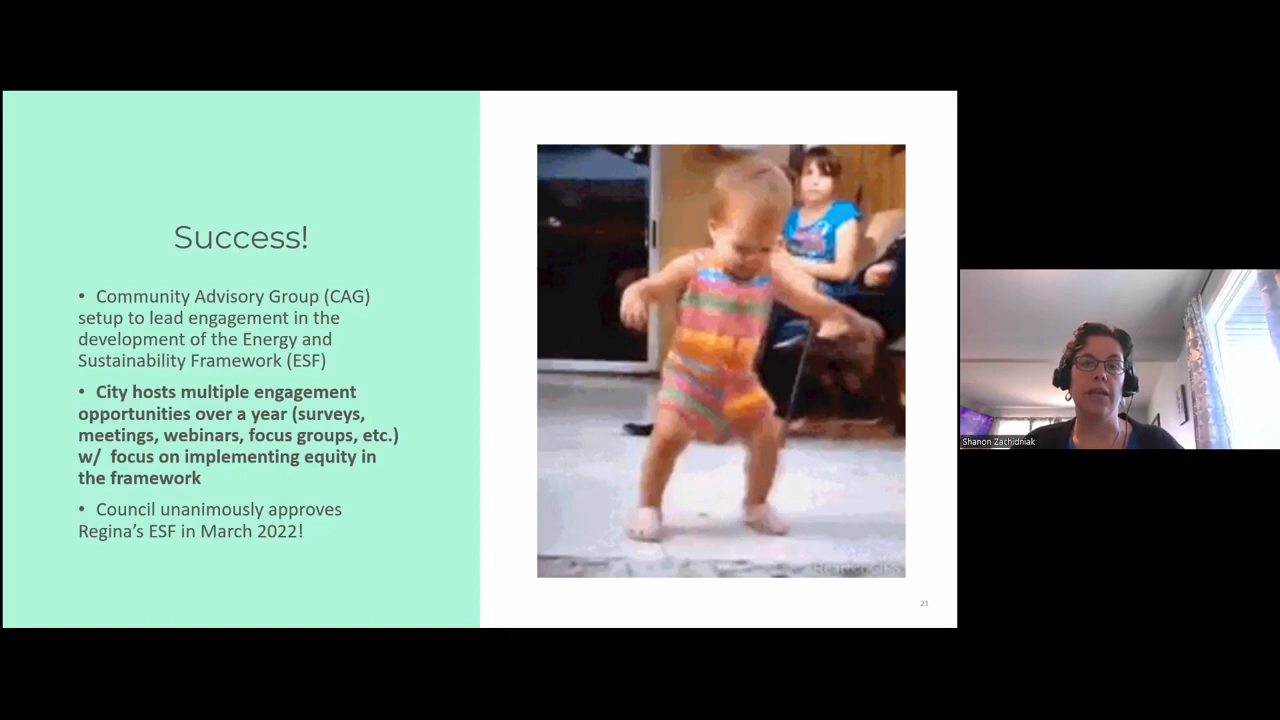 Success!
• Community Advisory Group (CAG)
setup to lead engagement in the
development of the Energy and
Sustainability Framework (ESF)
• City hosts multiple engagement
opportunities over a year (surveys,
meetings, webinars, focus groups, etc.)
w/ focus on implementing equity in
the framework
• Council unanimously approves
Regina's ESF in March 2022!
21
Shanon Zachidniak